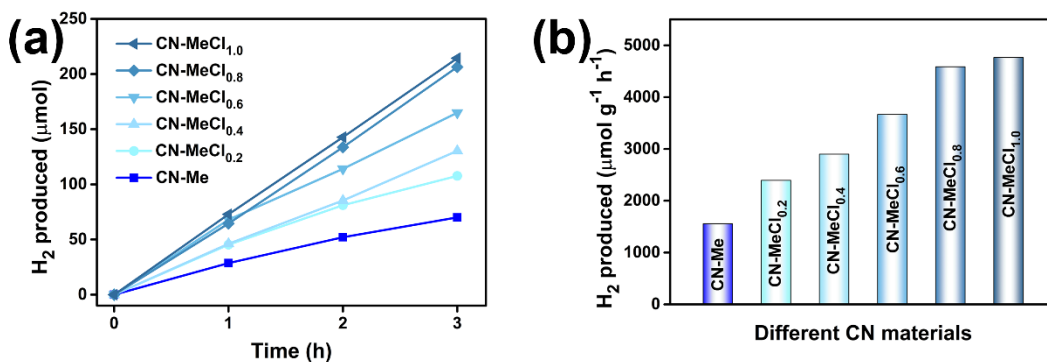 (a)
H₂ produced (μmol)
250
200
150
100
50
0
CN-MeCl₁.₀
CN-MeCl₀.₈
CN-MeCl₀.₆
CN-MeCl₀.₄
CN-MeCl₀.₂
CN-Me
0
1
2
3
Time (h)
(b)
H₂ produced (μmol g⁻¹ h⁻¹)
5000
4000
3000
2000
1000
0
CN-Me
CN-MeCl₀.₂
CN-MeCl₀.₄
CN-MeCl₀.₆
CN-MeCl₀.₈
CN-MeCl₁.₀
Different CN materials